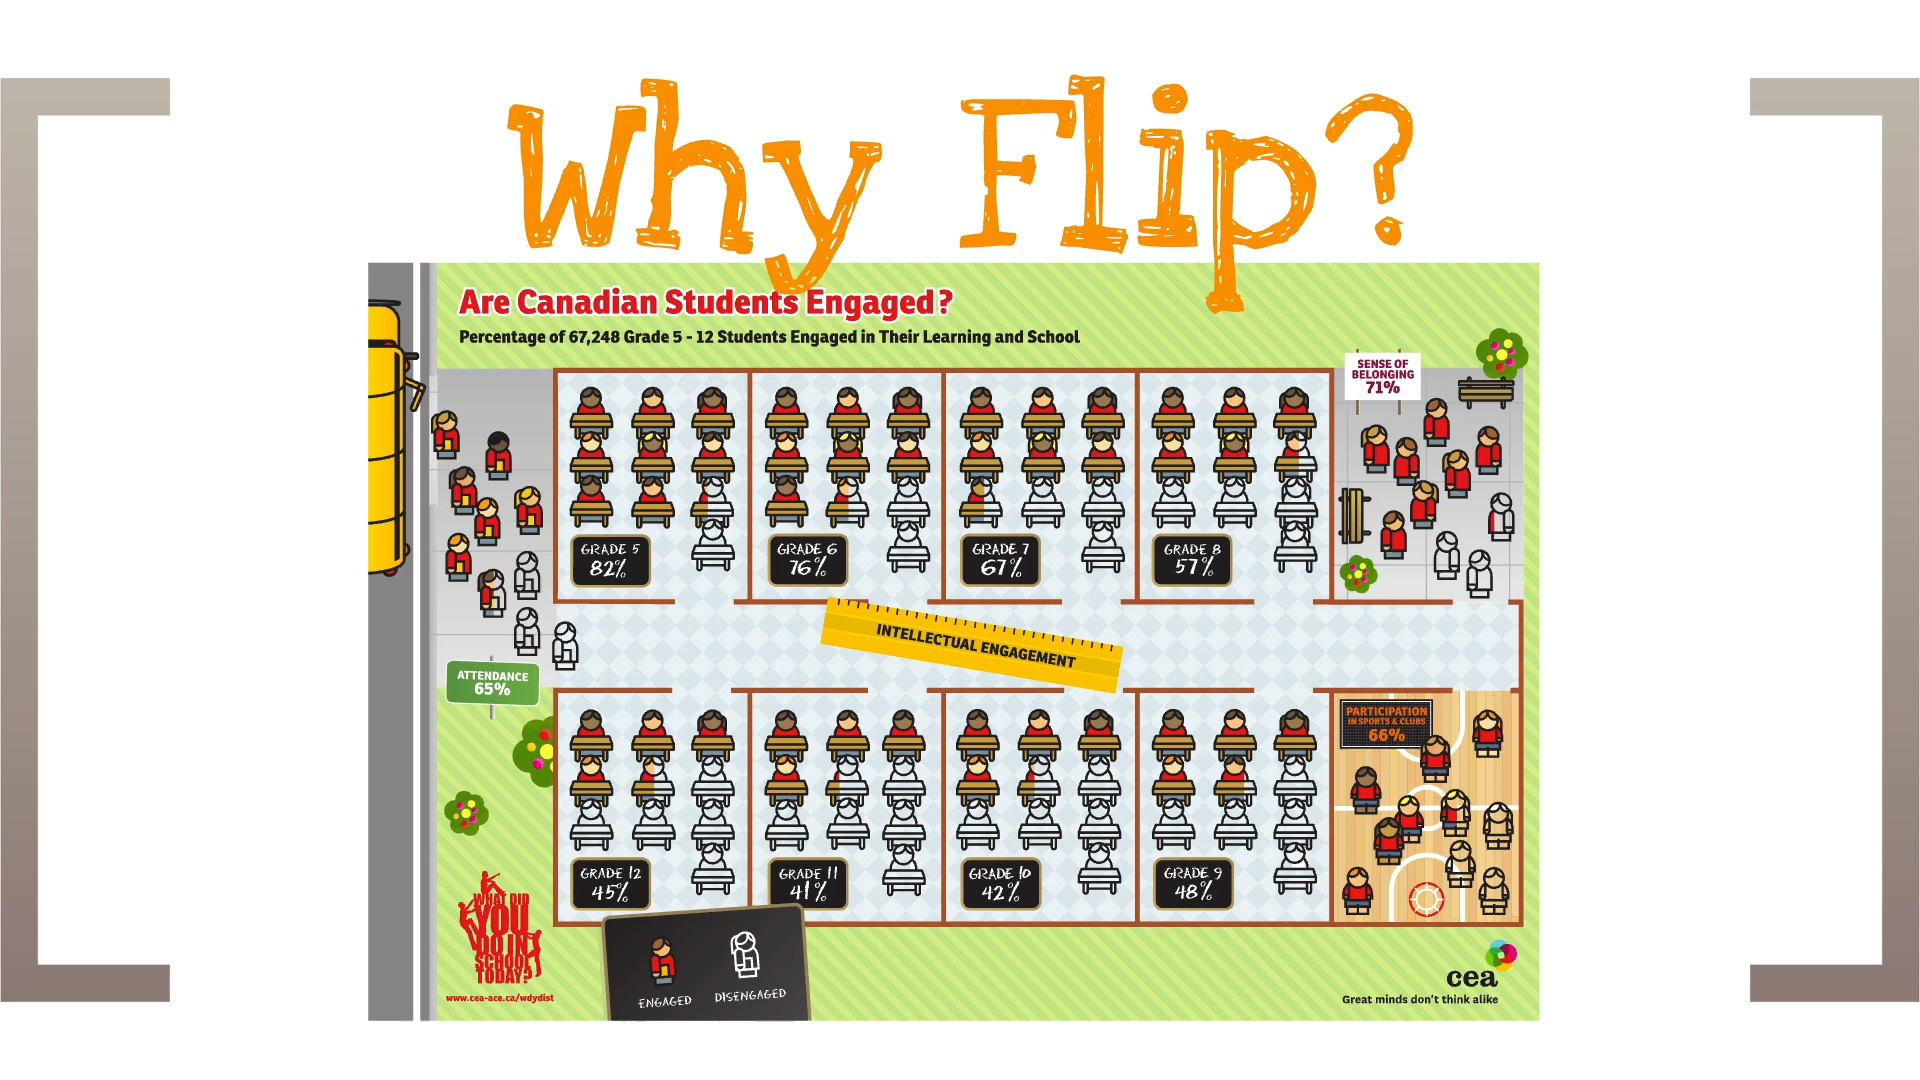 Why Flip?
Are Canadian Students Engaged?
Percentage of 67,248 Grade 5 - 12 Students Engaged in Their Learning and School
SENSE OF
BELONGING
71%
GRADE 5
82%
GRADE 6
76%
GRADE 7
67%
GRADE 8
57%
INTELLECTUAL ENGAGEMENT
ATTENDANCE
65%
PARTICIPATION
IN SPORTS & CLUBS
66%
GRADE 12
45%
GRADE 11
41%
GRADE 10
42%
GRADE 9
48%
WHAT DID
YOU
DO IN
SCHOOL
TODAY?
www.cea-ace.ca/wdydist
ENGAGED
DISENGAGED
cea
Great minds don't think alike